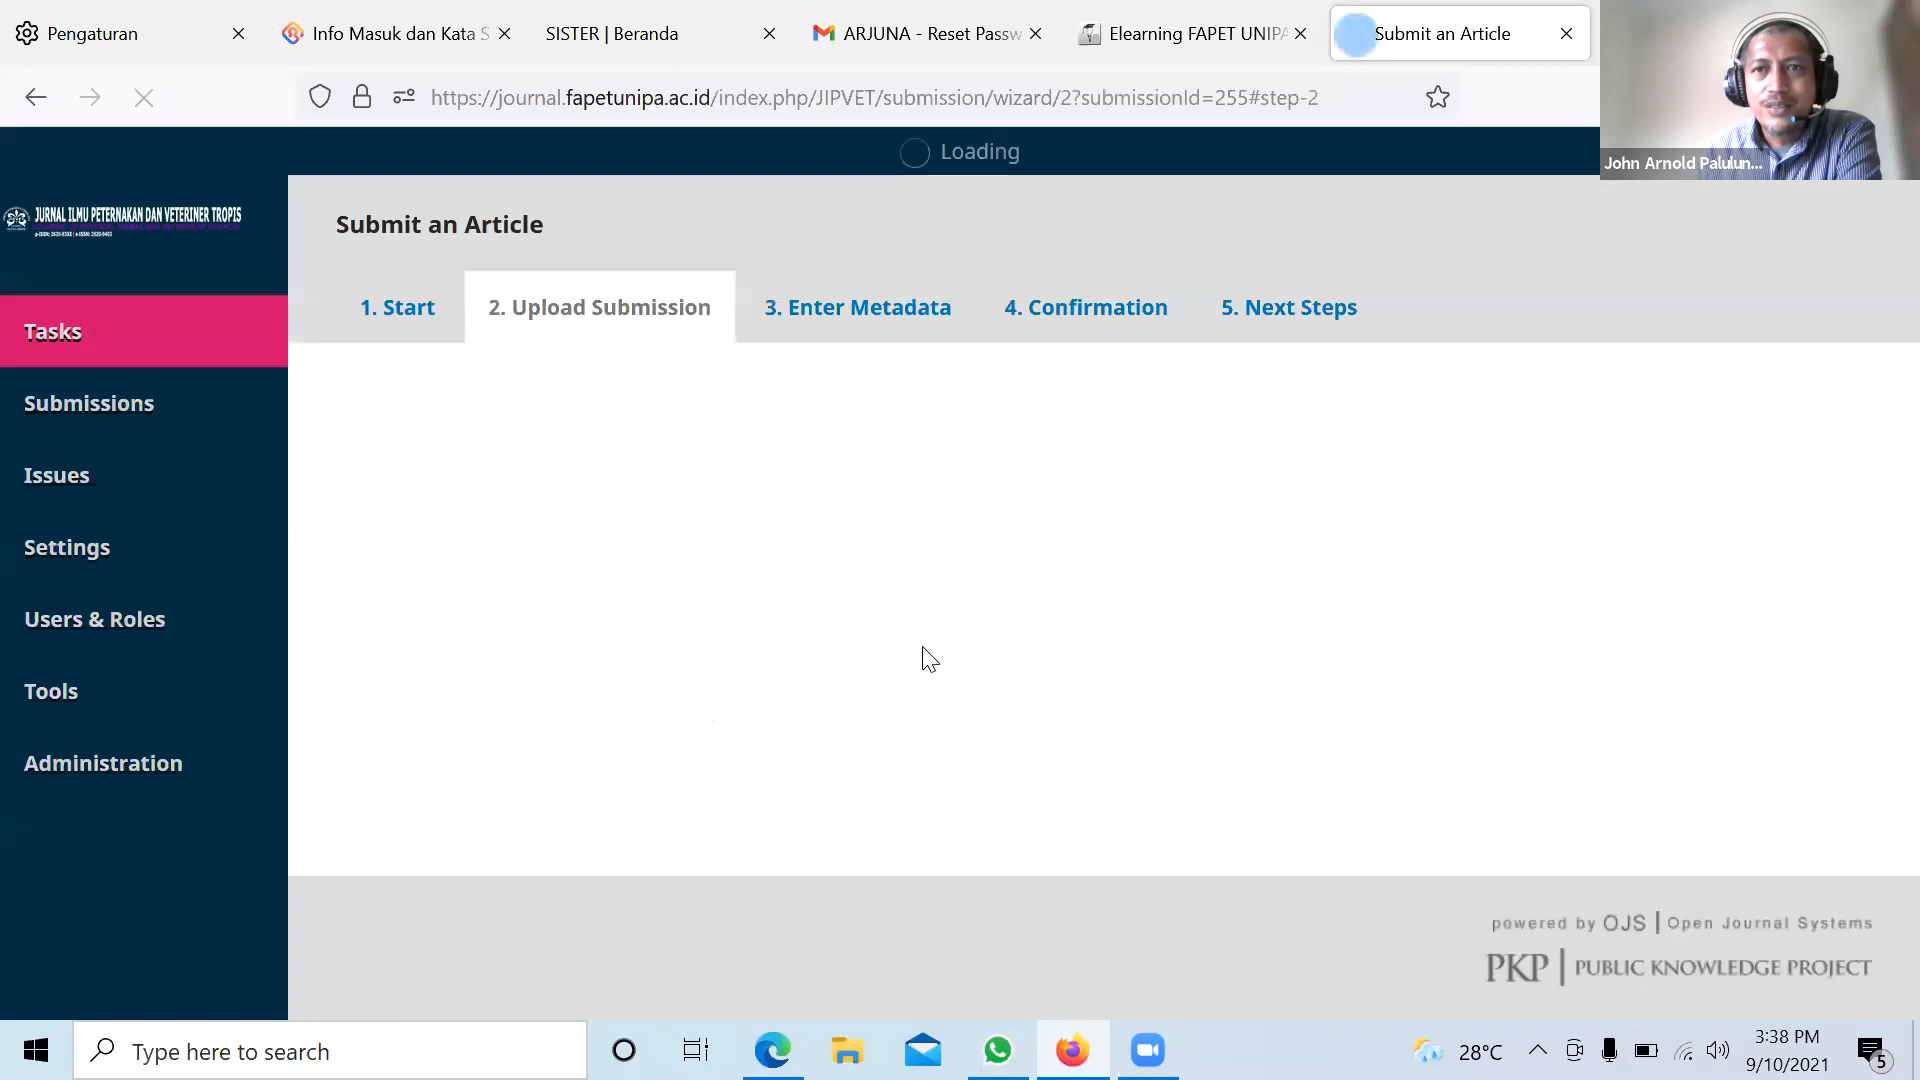 Pengaturan
Info Masuk dan Kata S
SISTER | Beranda
ARJUNA - Reset Passw
Elearning FAPET UNIPA
Submit an Article
https://journal.fapetunipa.ac.id/index.php/JIPVET/submission/wizard/2?submissionId=255#step-2
John Arnold Palulun...
Loading
JURNAL ILMU PETERNAKAN DAN VETERINER TROPIS
Submit an Article
1. Start
2. Upload Submission
3. Enter Metadata
4. Confirmation
5. Next Steps
Tasks
Submissions
Issues
Settings
Users & Roles
Tools
Administration
powered by OJS | Open Journal Systems
PKP | PUBLIC KNOWLEDGE PROJECT
Type here to search
28°C
3:38 PM
9/10/2021
5